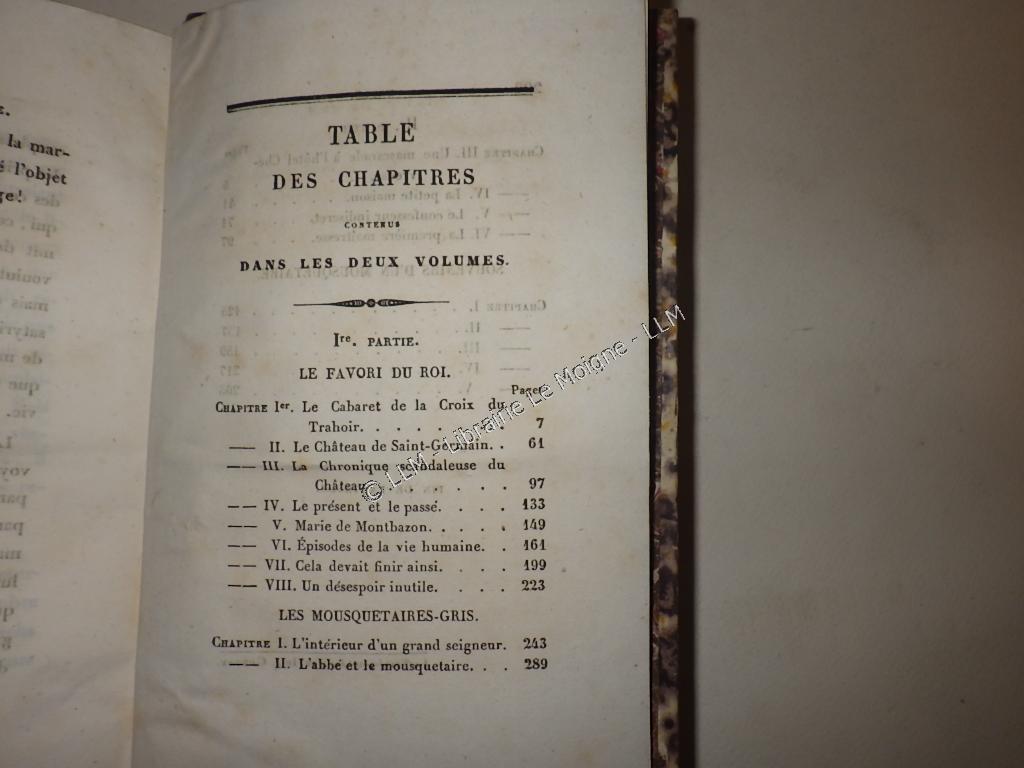 la mar-
l'objet
ge!
TABLE
DES CHAPITRES
CONTENUS
DANS LES DEUX VOLUMES.
Ire. PARTIE.
LE FAVORI DU ROI.
Pages
CHAPITRE Ier. Le Cabaret de la Croix du
Trahoir. . . . . . . . . 7
—— II. Le Château de Saint-Germain. . 61
—— III. La Chronique scandaleuse du
Château. . . . . . . . 97
—— IV. Le présent et le passé. . . . . 133
—— V. Marie de Montbazon. . . . . 149
—— VI. Épisodes de la vie humaine. . . 161
—— VII. Cela devait finir ainsi. . . . . 199
—— VIII. Un désespoir inutile. . . . . 223
LES MOUSQUETAIRES-GRIS.
CHAPITRE I. L'intérieur d'un grand seigneur. 243
—— II. L'abbé et le mousquetaire. . . 289
© LLM - Librairie Le Moigne - LLM